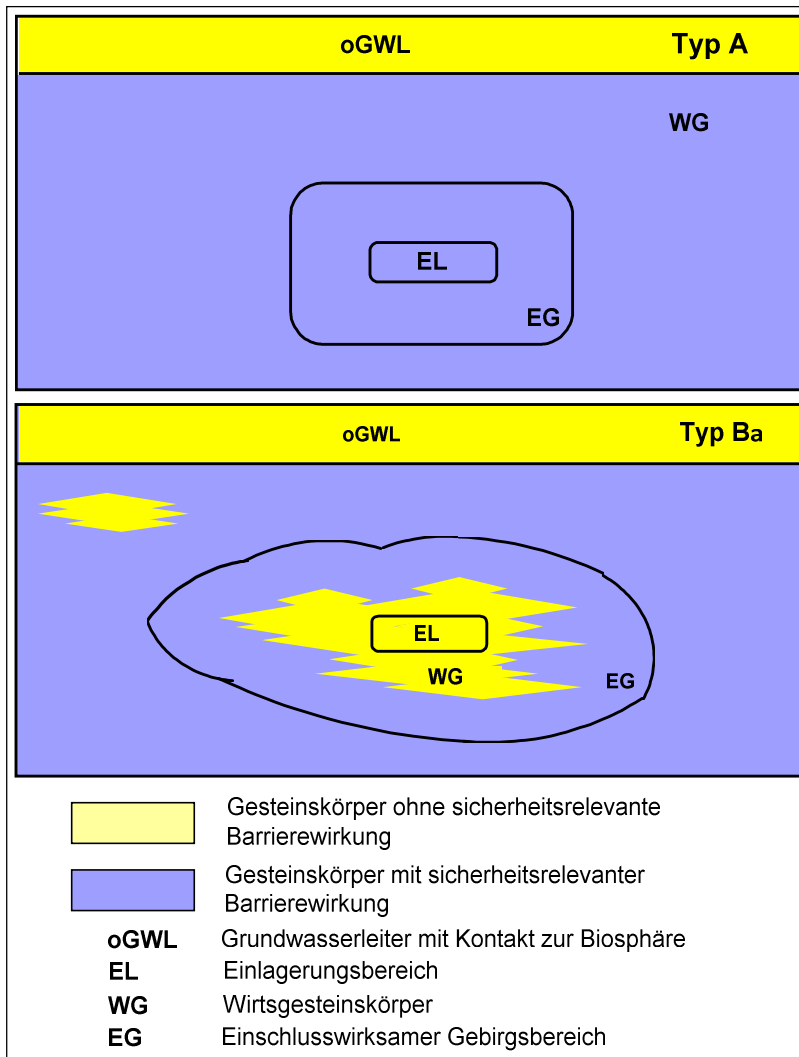 oGWL Typ A
WG
EL
EG
oGWL Typ Ba
EL
WG
EG
Gesteinskörper ohne sicherheitsrelevante
Barrierewirkung
Gesteinskörper mit sicherheitsrelevanter
Barrierewirkung
oGWL Grundwasserleiter mit Kontakt zur Biosphäre
EL Einlagerungsbereich
WG Wirtsgesteinskörper
EG Einschlusswirksamer Gebirgsbereich